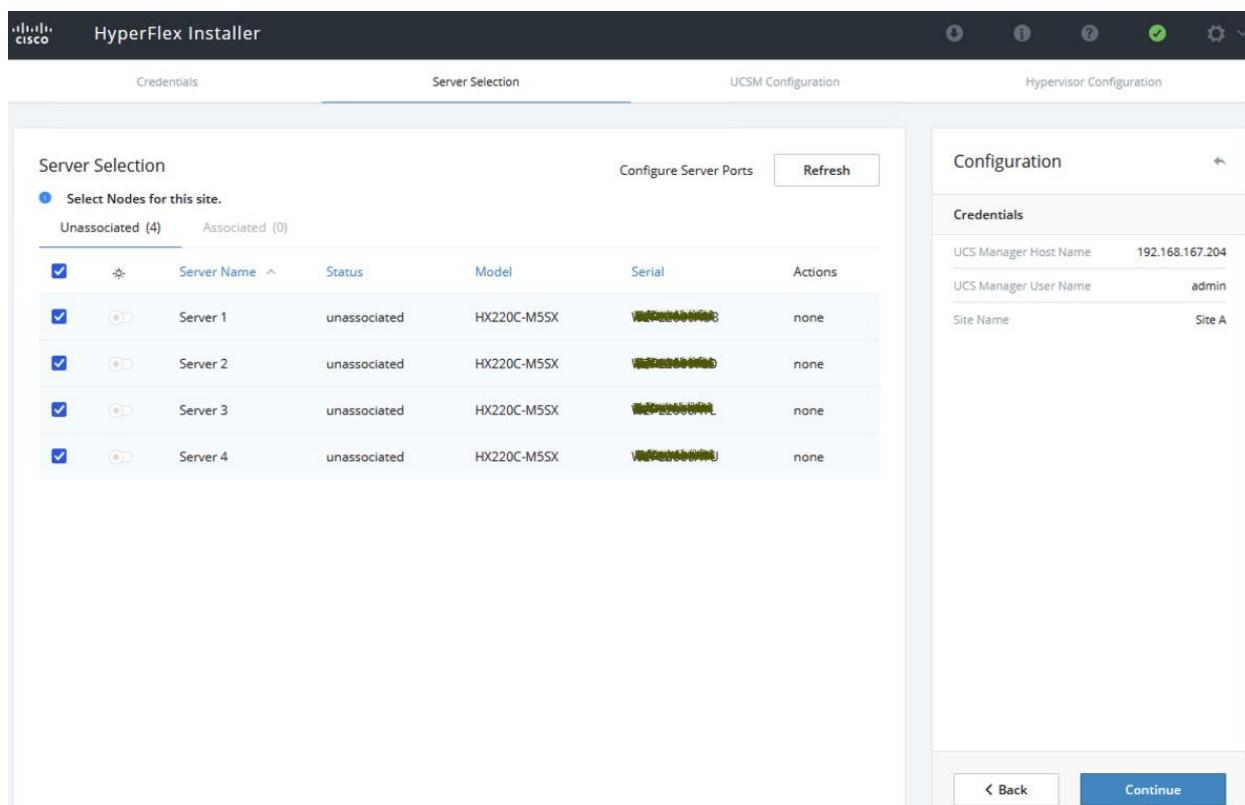 cisco HyperFlex Installer
Credentials Server Selection UCSM Configuration Hypervisor Configuration
Server Selection
Configure Server Ports Refresh
Select Nodes for this site.
Unassociated (4) Associated (0)
Server Name Status Model Serial Actions
Server 1 unassociated HX220C-M5SX none
Server 2 unassociated HX220C-M5SX none
Server 3 unassociated HX220C-M5SX none
Server 4 unassociated HX220C-M5SX none
Configuration
Credentials
UCS Manager Host Name 192.168.167.204
UCS Manager User Name admin
Site Name Site A
< Back Continue